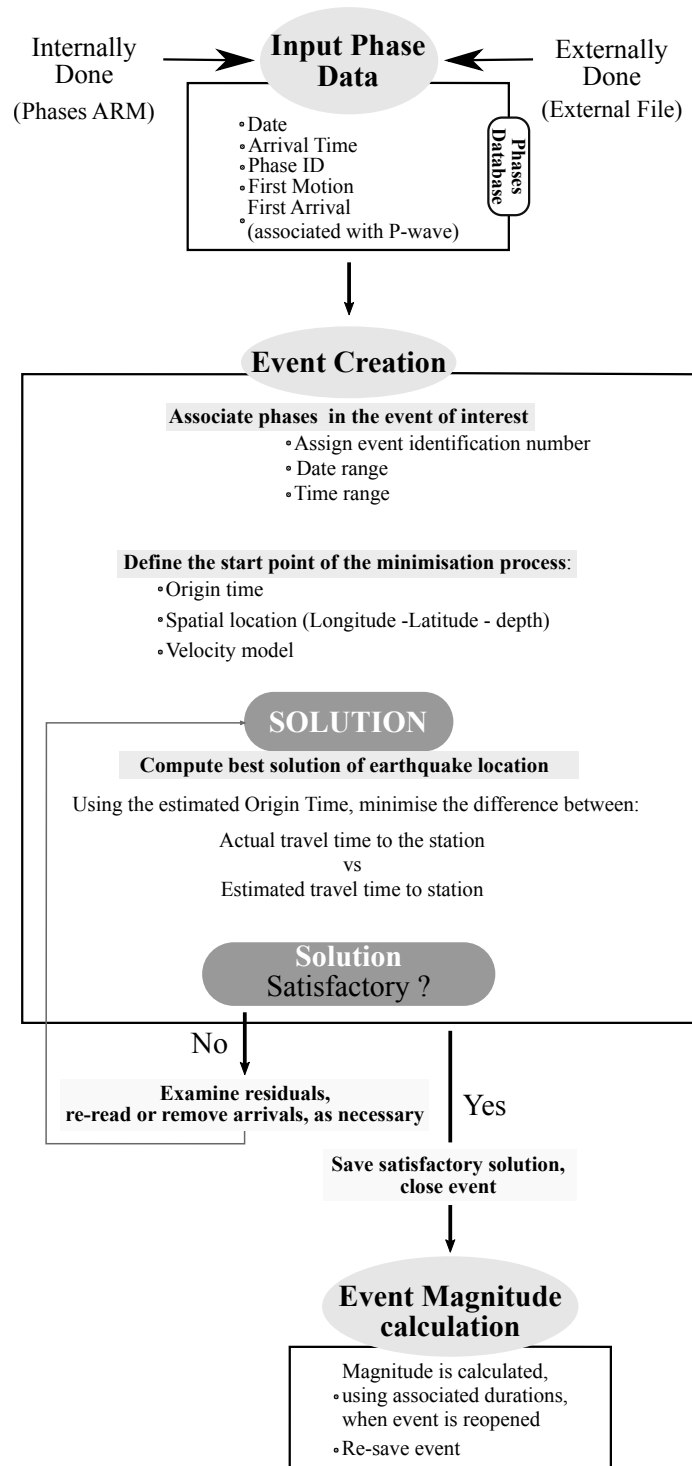 Internally
Done
(Phases ARM)
Input Phase
Data
Externally
Done
(External File)
Date
Arrival Time
Phase ID
First Motion
First Arrival
(associated with P-wave)
Phases
Database
Event Creation
Associate phases in the event of interest
Assign event identification number
Date range
Time range
Define the start point of the minimisation process:
Origin time
Spatial location (Longitude -Latitude - depth)
Velocity model
SOLUTION
Compute best solution of earthquake location
Using the estimated Origin Time, minimise the difference between:
Actual travel time to the station
vs
Estimated travel time to station
Solution
Satisfactory ?
No
Examine residuals,
re-read or remove arrivals, as necessary
Yes
Save satisfactory solution,
close event
Event Magnitude
calculation
Magnitude is calculated,
using associated durations,
when event is reopened
Re-save event